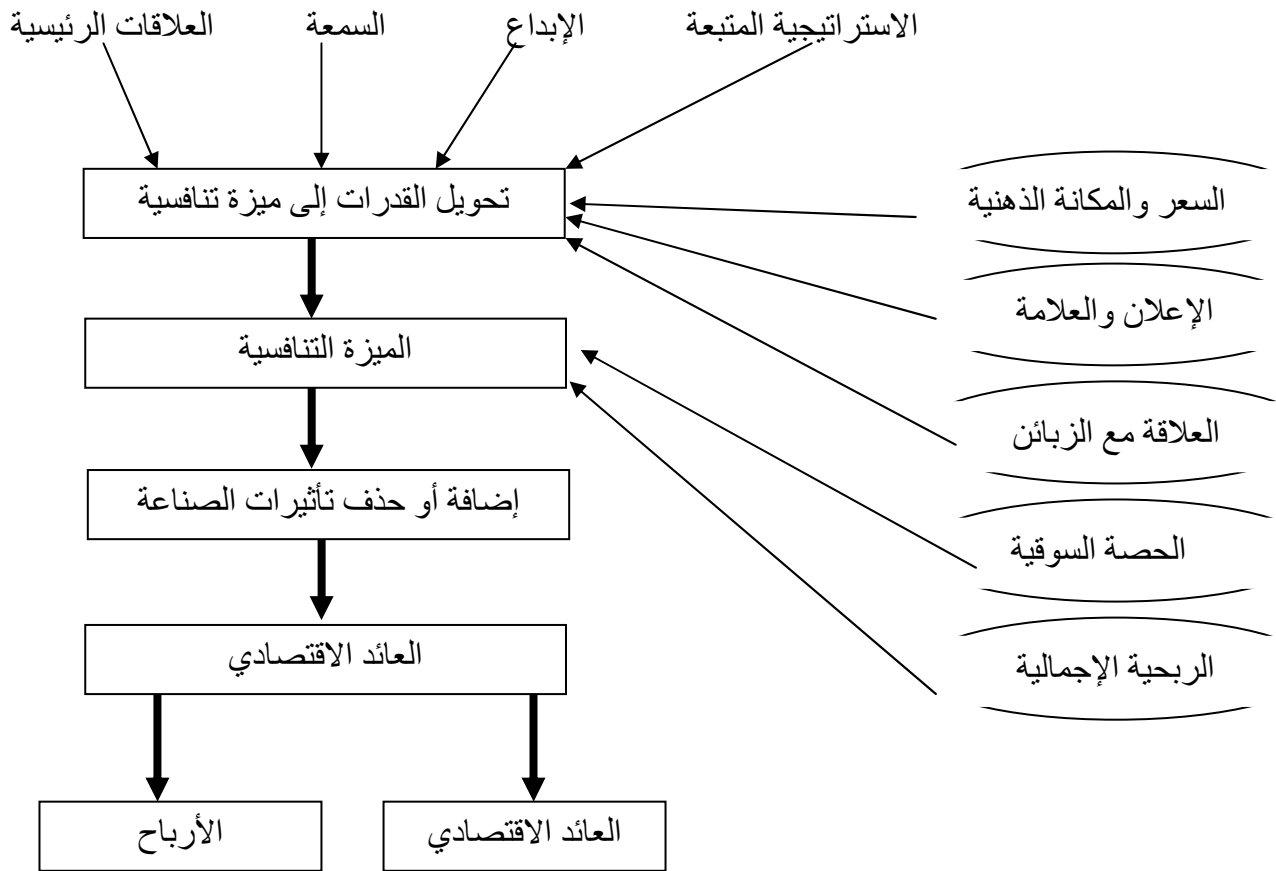 الاستراتيجية المتبعة الإبداع السمعة العلاقات الرئيسية
تحويل القدرات إلى ميزة تنافسية
السعر والمكانة الذهنية
الإعلان والعلامة
الميزة التنافسية
العلاقة مع الزبائن
إضافة أو حذف تأثيرات الصناعة
الحصة السوقية
العائد الاقتصادي
الربحية الإجمالية
العائد الاقتصادي
الأرباح